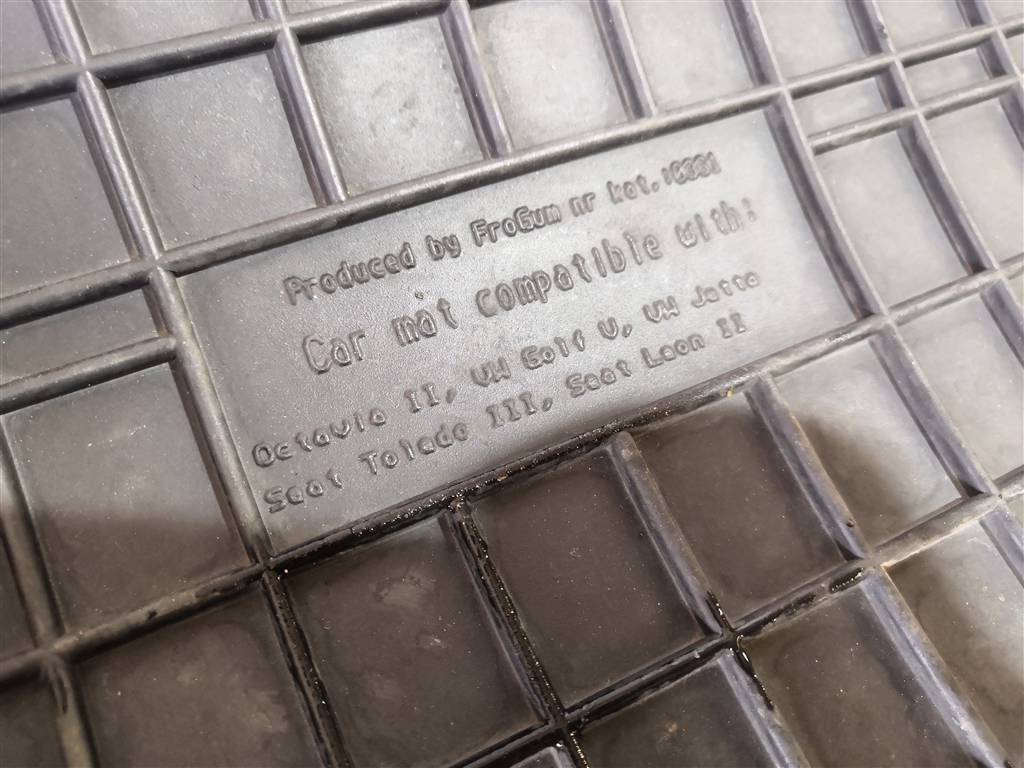 Produced by FroGum nr kat.
Car mat compatible with:
Octavia II, VW Golf V, VW Jetta
Seat Toledo III, Seat Leon II